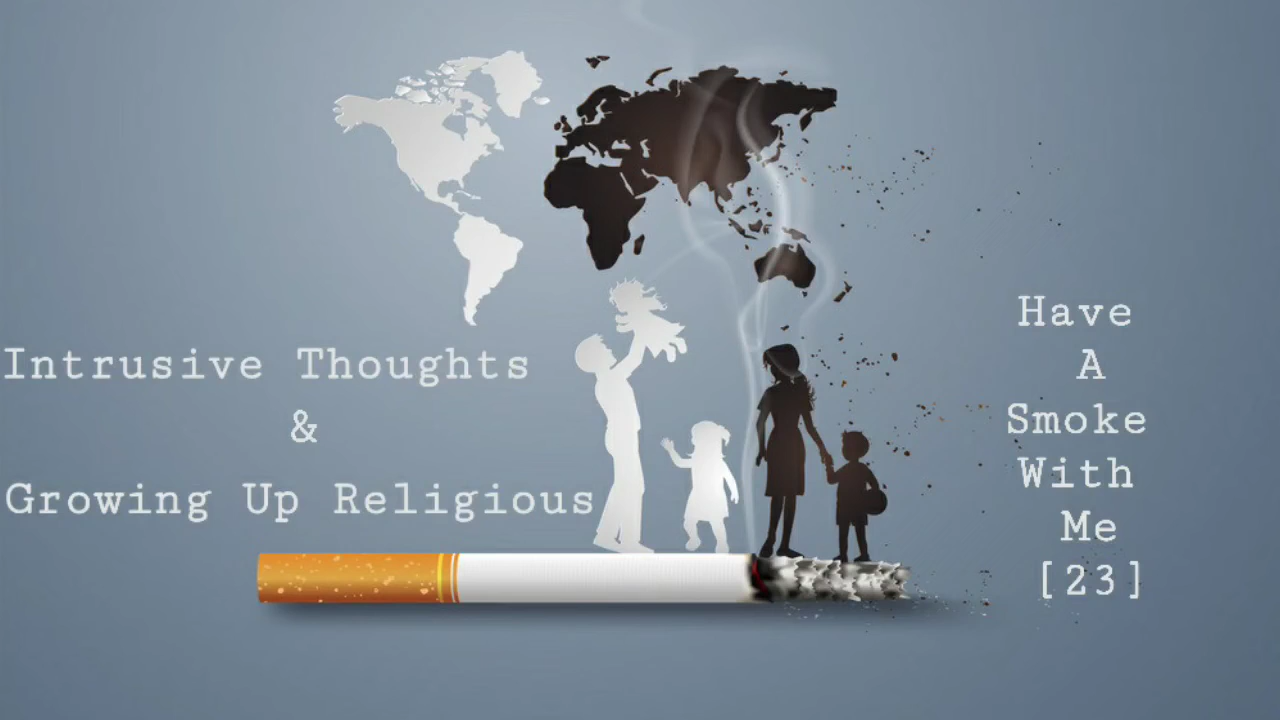 Intrusive Thoughts
&
Growing Up Religious
Have
A
Smoke
With
Me
[23]